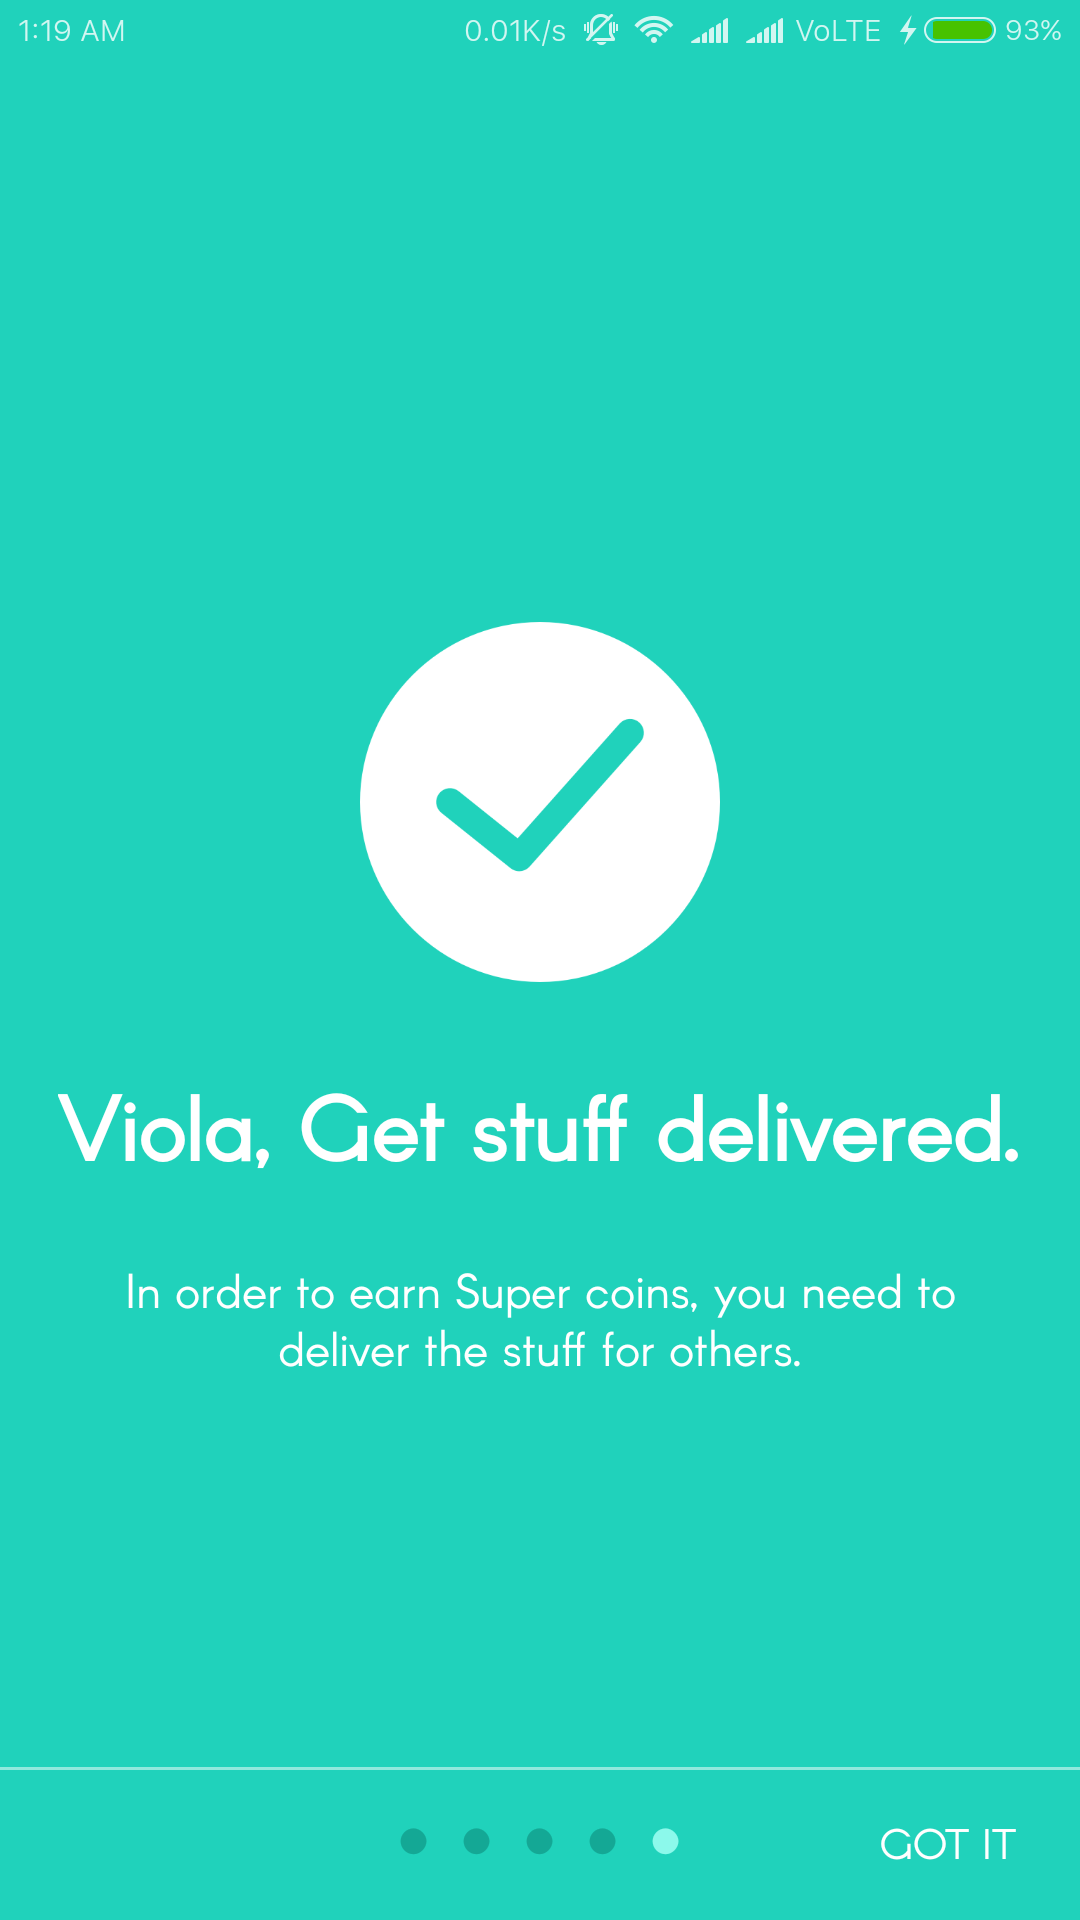 1:19 AM 0.01K/s VoLTE 93%
Viola, Get stuff delivered.
In order to earn Super coins, you need to
deliver the stuff for others.
GOT IT